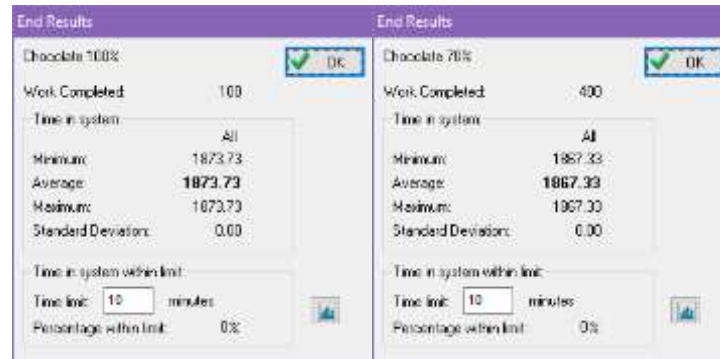 End Results
Chocolate 100%
OK
Work Completed: 100
Time in system
All
Minimum: 1873.73
Average: 1873.73
Maximum: 1873.73
Standard Deviation: 0.00
Time in system within limit
Time limit: 10 minutes
Percentage within limit: 0%
End Results
Chocolate 70%
OK
Work Completed: 400
Time in system
All
Minimum: 1867.33
Average: 1867.33
Maximum: 1867.33
Standard Deviation: 0.00
Time in system within limit
Time limit: 10 minutes
Percentage within limit: 0%